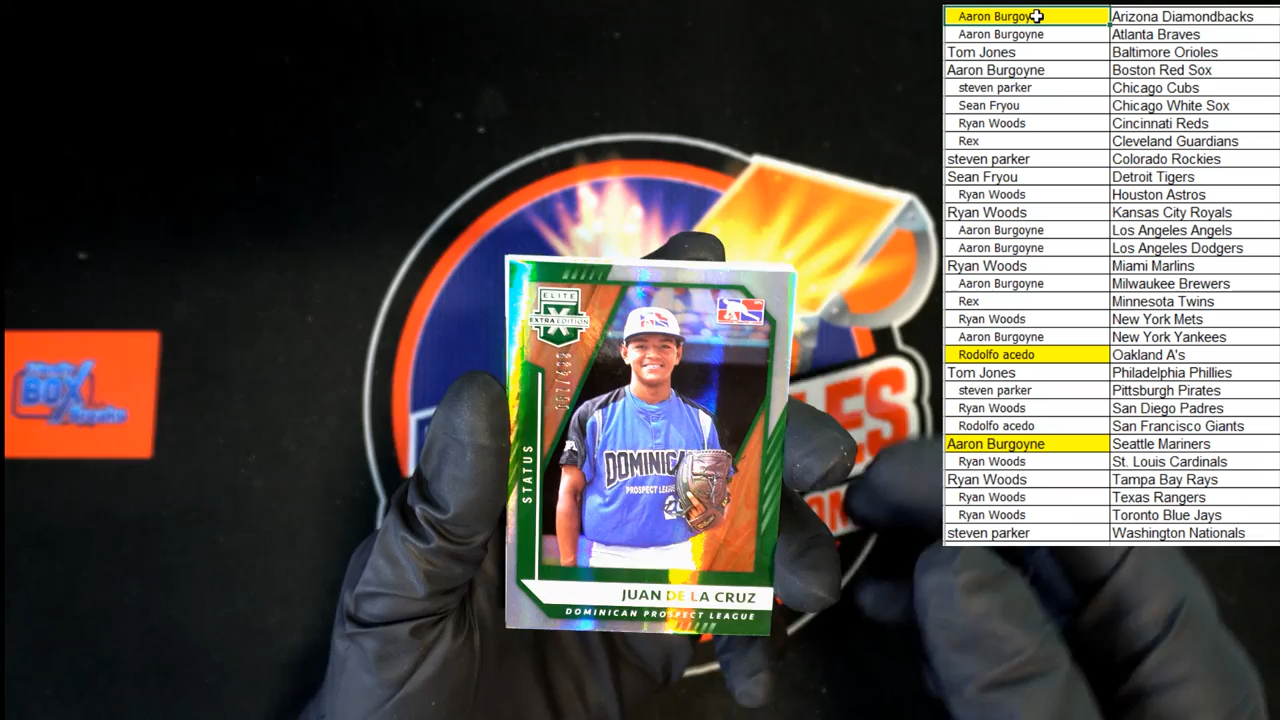 Aaron Burgoy Arizona Diamondbacks
Aaron Burgoyne Atlanta Braves
Tom Jones Baltimore Orioles
Aaron Burgoyne Boston Red Sox
steven parker Chicago Cubs
Sean Fryou Chicago White Sox
Ryan Woods Cincinnati Reds
Rex Cleveland Guardians
steven parker Colorado Rockies
Sean Fryou Detroit Tigers
Ryan Woods Houston Astros
Ryan Woods Kansas City Royals
Aaron Burgoyne Los Angeles Angels
Aaron Burgoyne Los Angeles Dodgers
Ryan Woods Miami Marlins
Aaron Burgoyne Milwaukee Brewers
Rex Minnesota Twins
Ryan Woods New York Mets
Aaron Burgoyne New York Yankees
Rodolfo acedo Oakland A's
Tom Jones Philadelphia Phillies
steven parker Pittsburgh Pirates
Ryan Woods San Diego Padres
Rodolfo acedo San Francisco Giants
Aaron Burgoyne Seattle Mariners
Ryan Woods St. Louis Cardinals
Ryan Woods Tampa Bay Rays
Ryan Woods Texas Rangers
Ryan Woods Toronto Blue Jays
steven parker Washington Nationals
ELITE
X
EXTRA EDITION
STATUS
DOMINICA
PROSPECT LEAGUE
JUAN DE LA CRUZ
DOMINICAN PROSPECT LEAGUE
BOX